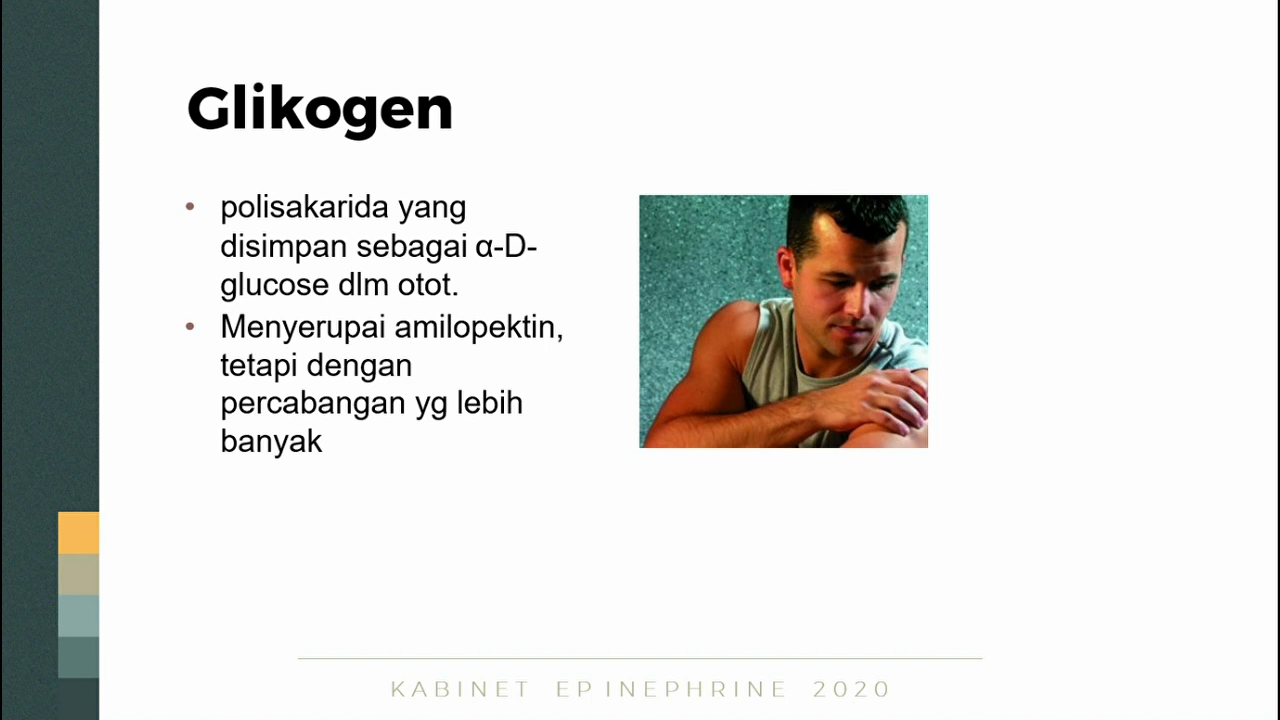 Glikogen
• polisakarida yang
disimpan sebagai α-D-
glucose dlm otot.
• Menyerupai amilopektin,
tetapi dengan
percabangan yg lebih
banyak
KABINET EPINEPHRINE 2020